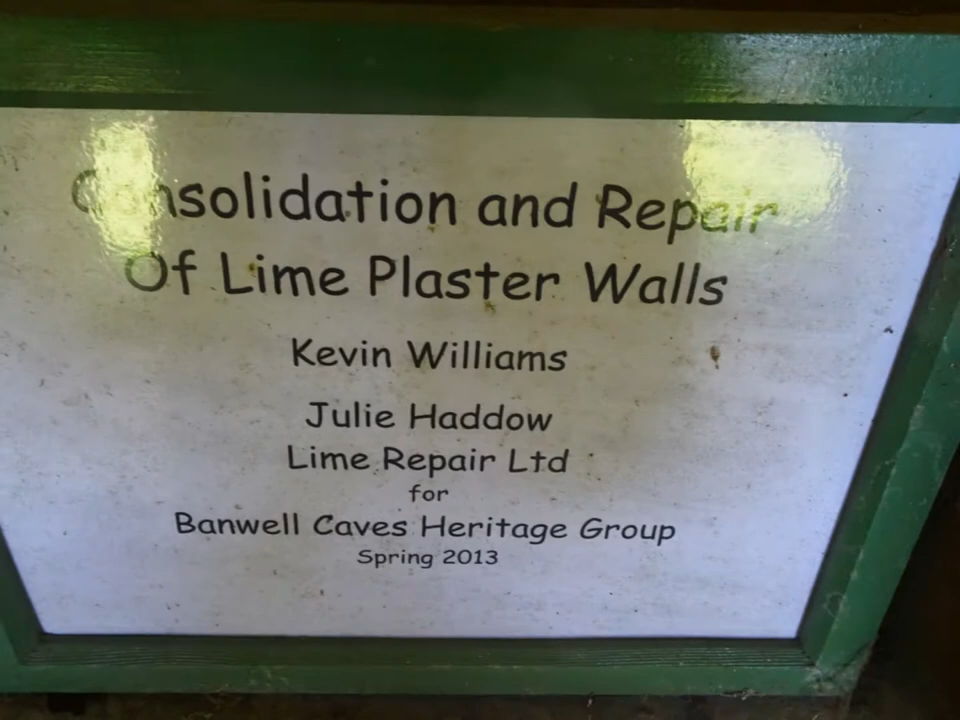 Consolidation and Repair
Of Lime Plaster Walls
Kevin Williams
Julie Haddow
Lime Repair Ltd
for
Banwell Caves Heritage Group
Spring 2013